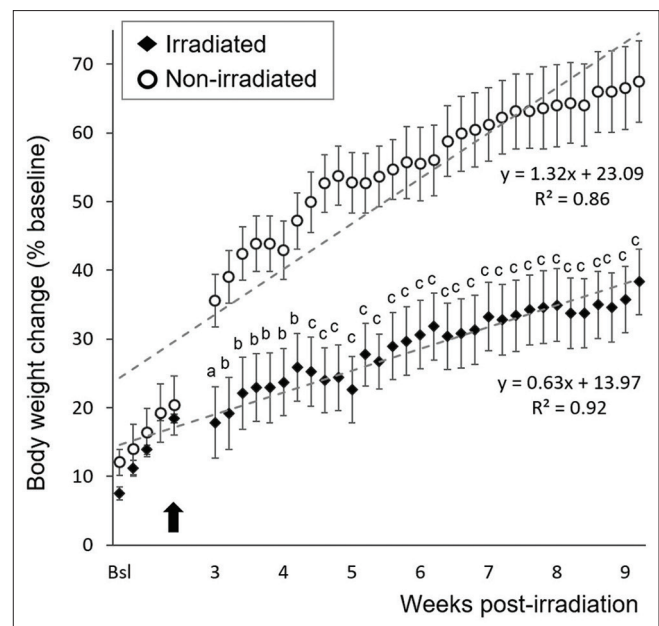 Irradiated
Non-irradiated
Body weight change (% baseline)
70
60
50
40
30
20
10
0
y = 1.32x + 23.09
R² = 0.86
a b b b b b b c c c c c c c c c c c c c c c c c c c c c c c c c c c c c c c
y = 0.63x + 13.97
R² = 0.92
Bsl 3 4 5 6 7 8 9
Weeks post-irradiation